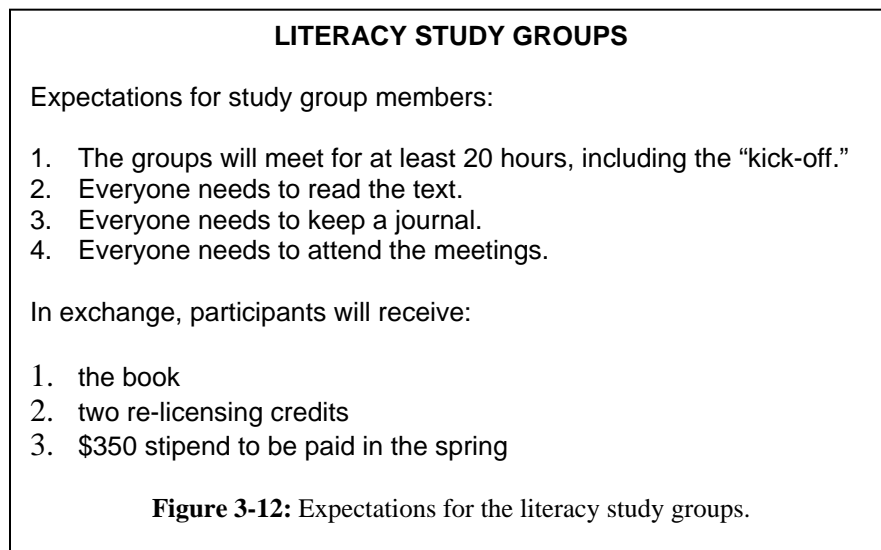 LITERACY STUDY GROUPS
Expectations for study group members:
1. The groups will meet for at least 20 hours, including the “kick-off.”
2. Everyone needs to read the text.
3. Everyone needs to keep a journal.
4. Everyone needs to attend the meetings.
In exchange, participants will receive:
1. the book
2. two re-licensing credits
3. $350 stipend to be paid in the spring
Figure 3-12: Expectations for the literacy study groups.